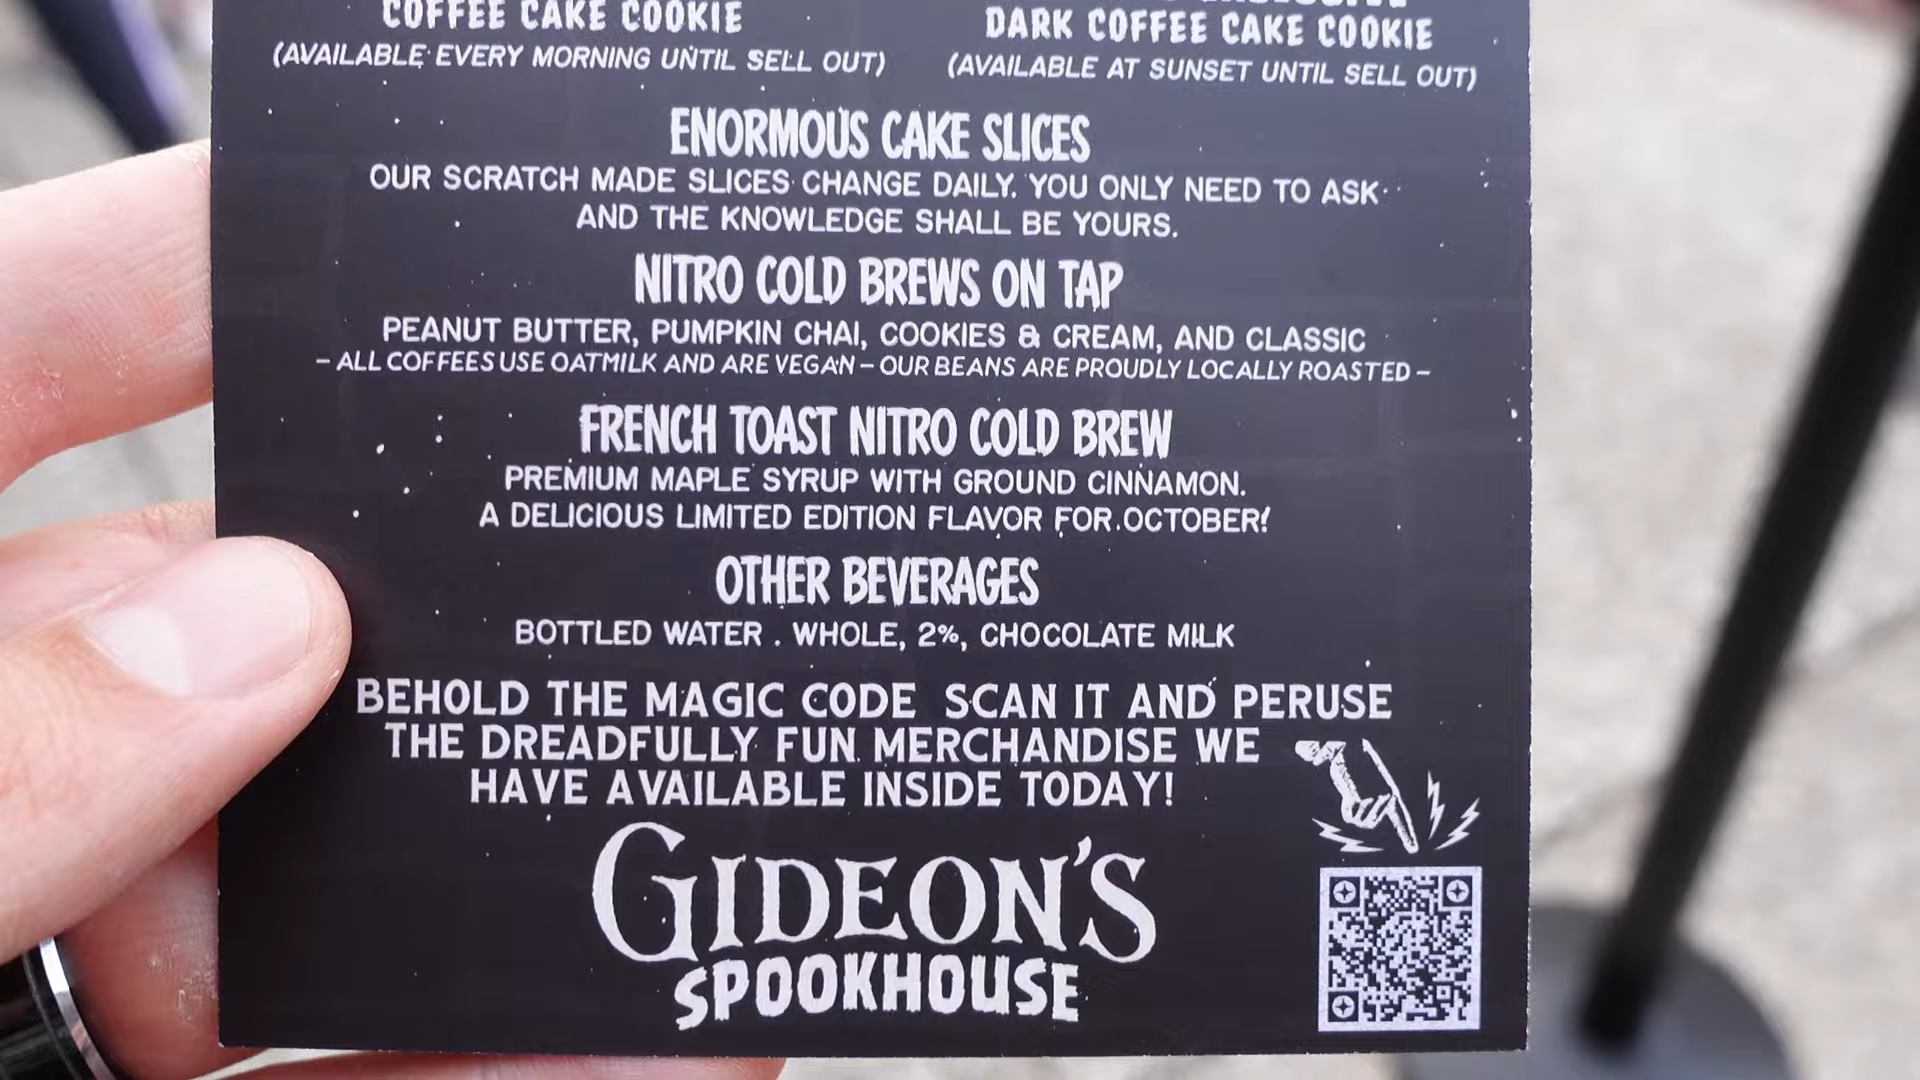 COFFEE CAKE COOKIE
(AVAILABLE EVERY MORNING UNTIL SELL OUT)
DARK COFFEE CAKE COOKIE
(AVAILABLE AT SUNSET UNTIL SELL OUT)
ENORMOUS CAKE SLICES
OUR SCRATCH MADE SLICES CHANGE DAILY. YOU ONLY NEED TO ASK
AND THE KNOWLEDGE SHALL BE YOURS.
NITRO COLD BREWS ON TAP
PEANUT BUTTER, PUMPKIN CHAI, COOKIES & CREAM, AND CLASSIC
– ALL COFFEES USE OATMILK AND ARE VEGAN – OUR BEANS ARE PROUDLY LOCALLY ROASTED –
FRENCH TOAST NITRO COLD BREW
PREMIUM MAPLE SYRUP WITH GROUND CINNAMON.
A DELICIOUS LIMITED EDITION FLAVOR FOR OCTOBER!
OTHER BEVERAGES
BOTTLED WATER . WHOLE, 2%, CHOCOLATE MILK
BEHOLD THE MAGIC CODE SCAN IT AND PERUSE
THE DREADFULLY FUN MERCHANDISE WE
HAVE AVAILABLE INSIDE TODAY!
GIDEON'S
SPOOKHOUSE